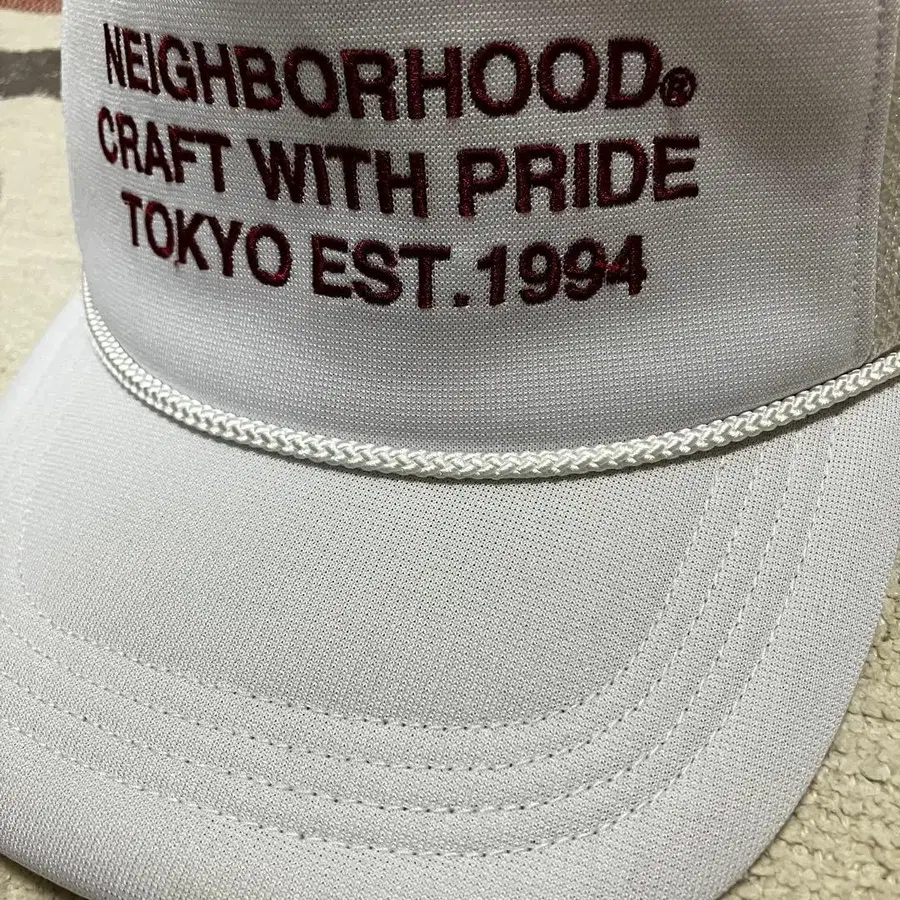 NEIGHBORHOOD®
CRAFT WITH PRIDE
TOKYO EST.1994